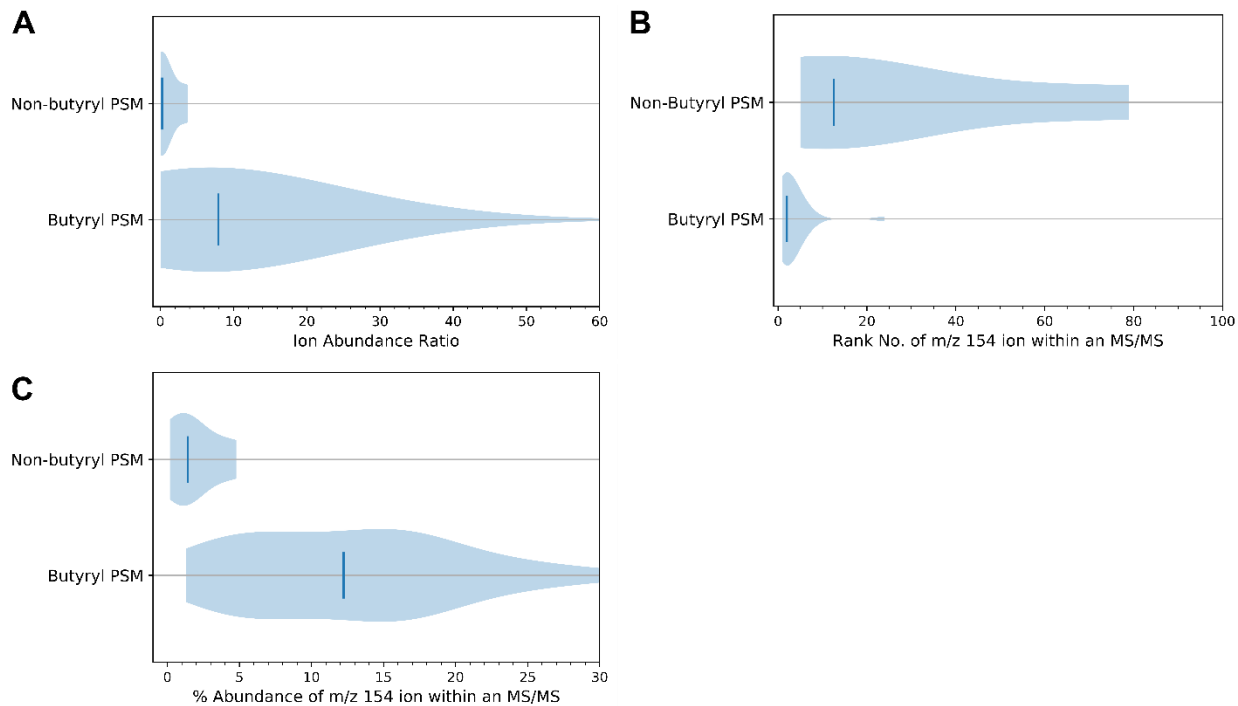 A
Non-butyryl PSM
Butyryl PSM
0 10 20 30 40 50 60
Ion Abundance Ratio
B
Non-Butyryl PSM
Butyryl PSM
0 20 40 60 80 100
Rank No. of m/z 154 ion within an MS/MS
C
Non-butyryl PSM
Butyryl PSM
0 5 10 15 20 25 30
% Abundance of m/z 154 ion within an MS/MS